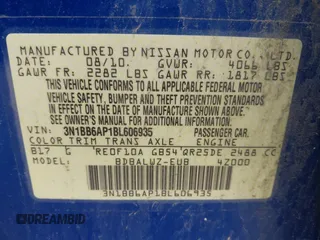 MANUFACTURED BY NISSAN MOTOR CO., LTD.
DATE: 08/10. GVWR: 4066 LBS
GAWR FR: 2282 LBS RR: 1817 LBS
THIS VEHICLE CONFORMS TO ALL APPLICABLE
FEDERAL MOTOR VEHICLE SAFETY, BUMPER,
AND THEFT PREVENTION STANDARDS IN
EFFECT ON THE DATE OF MANUFACTURE
SHOWN ABOVE.
SEE OWNER'S MANUAL FOR ADDITIONAL
INFORMATION.
VIN: 3N1BB6AP1BL606935 PASSENGER CAR.
COLOR TRIM TRANS AXLE ENGINE
B17 G RE0F10A GB54 QR25DE 2488 CC
MODEL BDBALWZ-EUB 4Z000
3N1BB6AP1BL606935
© DREAMBID